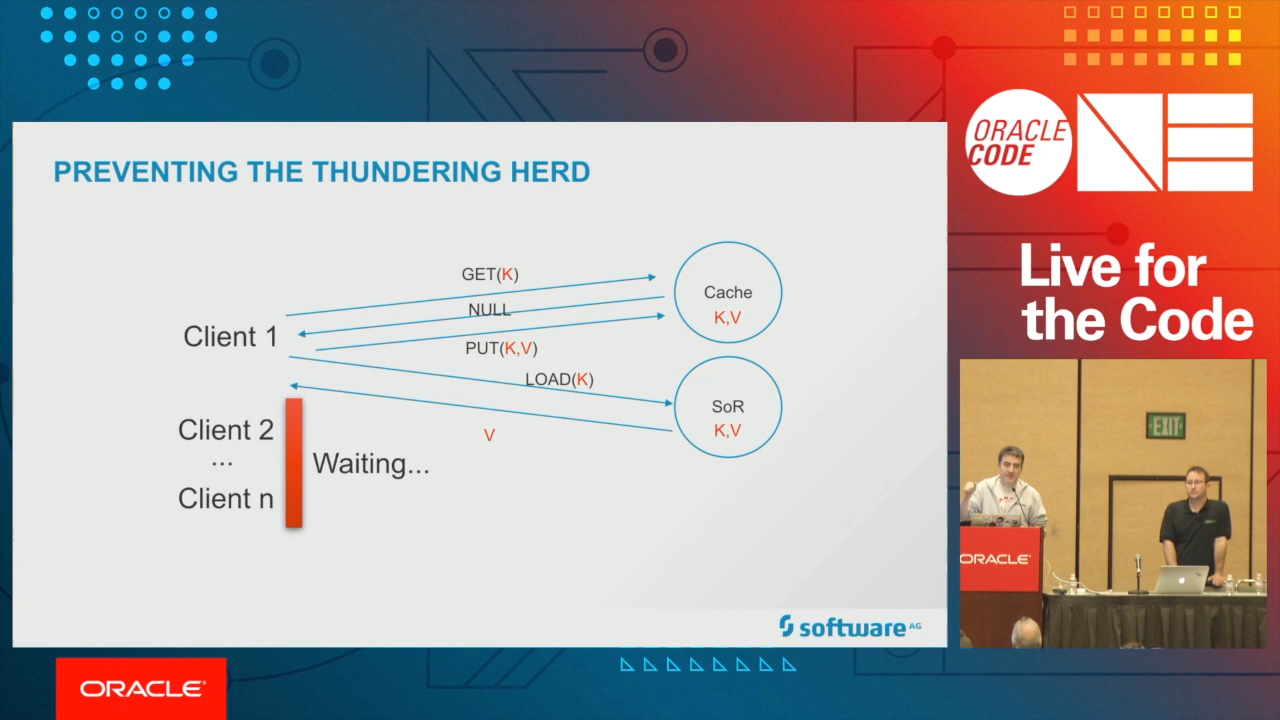 PREVENTING THE THUNDERING HERD
GET(K)
NULL
PUT(K,V)
LOAD(K)
V
Client 1
Client 2
...
Client n
Waiting...
Cache
K,V
SoR
K,V
software AG
ORACLE
CODE
ONE
Live for
the Code
EXIT
ORACLE
ORACLE